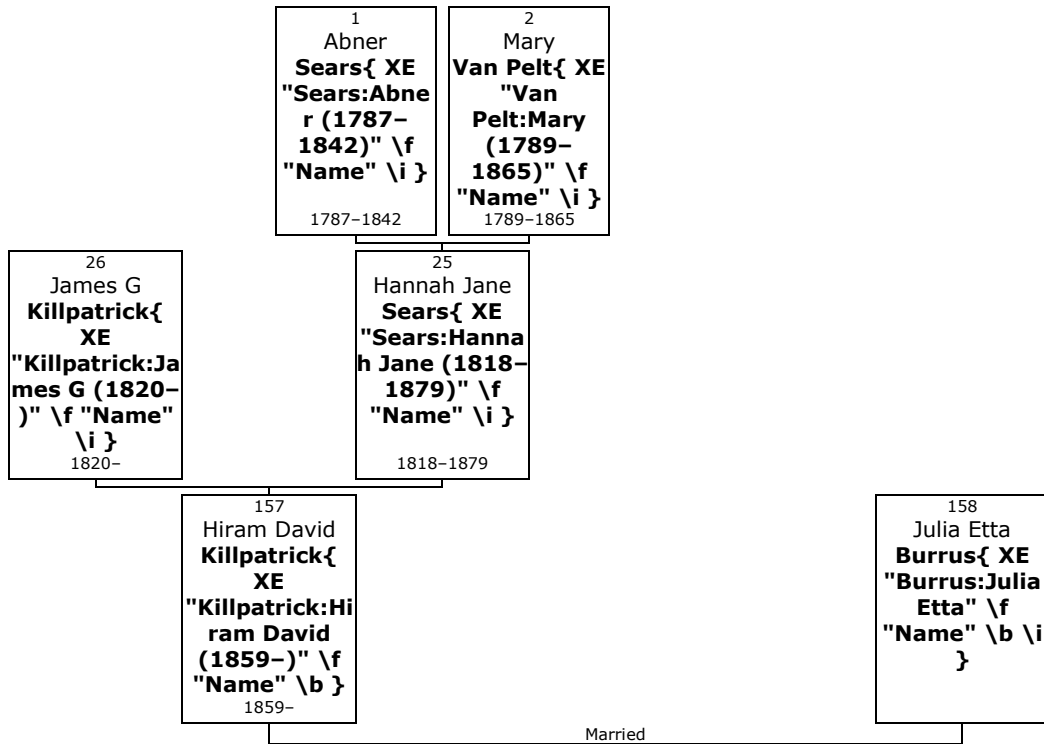 1
Abner
Sears{ XE
"Sears:Abne
r (1787–
1842)" \f
"Name" \i }
1787–1842
2
Mary
Van Pelt{ XE
"Van
Pelt:Mary
(1789–
1865)" \f
"Name" \i }
1789–1865
26
James G
Killpatrick{
XE
"Killpatrick:Ja
mes G (1820–
)" \f "Name"
\i }
1820–
25
Hannah Jane
Sears{ XE
"Sears:Hanna
h Jane (1818–
1879)" \f
"Name" \i }
1818–1879
157
Hiram David
Killpatrick{
XE
"Killpatrick:Hi
ram David
(1859–)" \f
"Name" \b }
1859–
158
Julia Etta
Burrus{ XE
"Burrus:Julia
Etta" \f
"Name" \b \i
}
Married